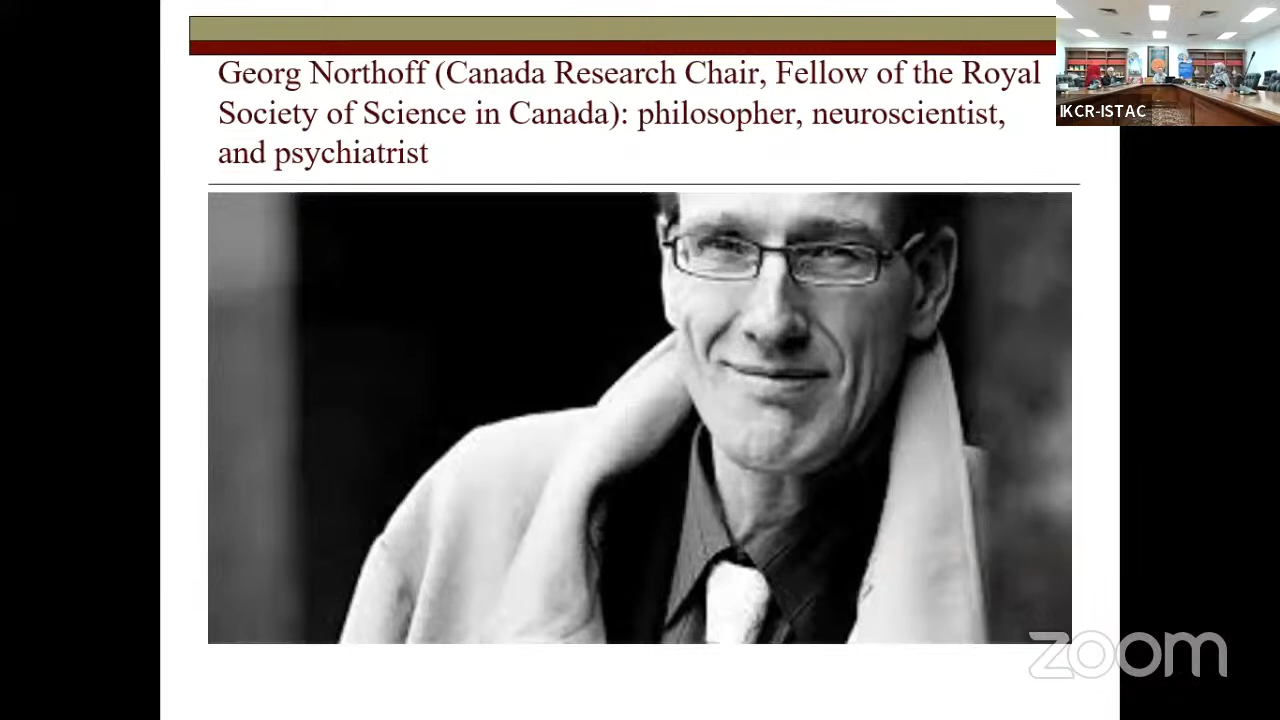 Georg Northoff (Canada Research Chair, Fellow of the Royal
Society of Science in Canada): philosopher, neuroscientist,
and psychiatrist
IKCR-ISTAC
zoom